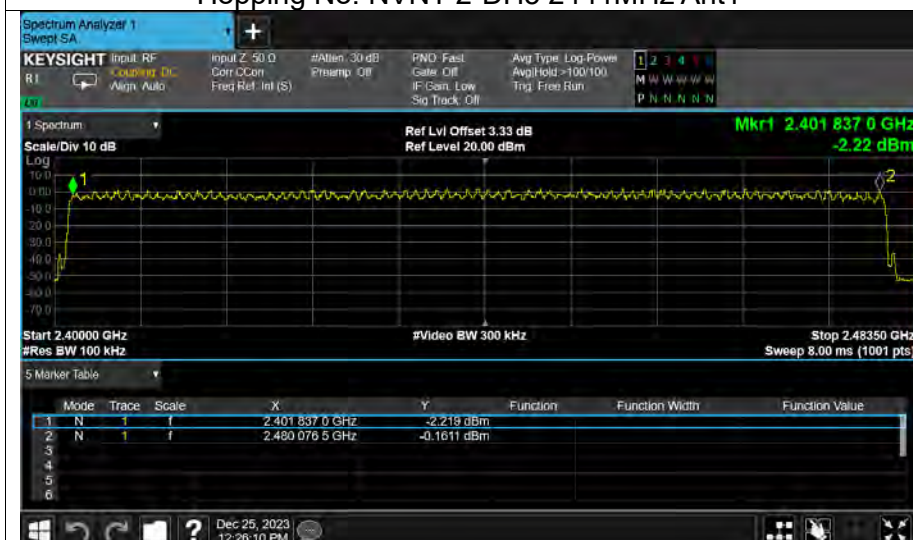 Hopping No. NVNT 2-DH5 2441MHz Ant1
Spectrum Analyzer 1
Swept SA
+
KEYSIGHT Input: RF
R1 Coupling: DC
Align: Auto
Input Z: 50 Ω
Corr CCorr
Freq Ref: Int (S)
#Atten: 30 dB
Preamp: Off
PNO: Fast
Gate: Off
IF Gain: Low
Sig Track: Off
Avg Type: Log-Power
Avg|Hold:>100/100
Trig: Free Run
1 2 3 4
M W W W W W
P N N N N N
1 Spectrum
Scale/Div 10 dB
Ref Lvl Offset 3.33 dB
Ref Level 20.00 dBm
Mkr1 2.401 837 0 GHz
-2.22 dBm
Log
10.0
0.00
-10.0
-20.0
-30.0
-40.0
-50.0
-60.0
-70.0
1
2
Start 2.40000 GHz
#Res BW 100 kHz
#Video BW 300 kHz
Stop 2.48350 GHz
Sweep 8.00 ms (1001 pts)
5 Marker Table
Mode Trace Scale X Y Function Function Width Function Value
1 N 1 f 2.401 837 0 GHz -2.219 dBm
2 N 1 f 2.480 076 5 GHz -0.1611 dBm
3
4
5
6
?
Dec 25, 2023
12:26:10 PM